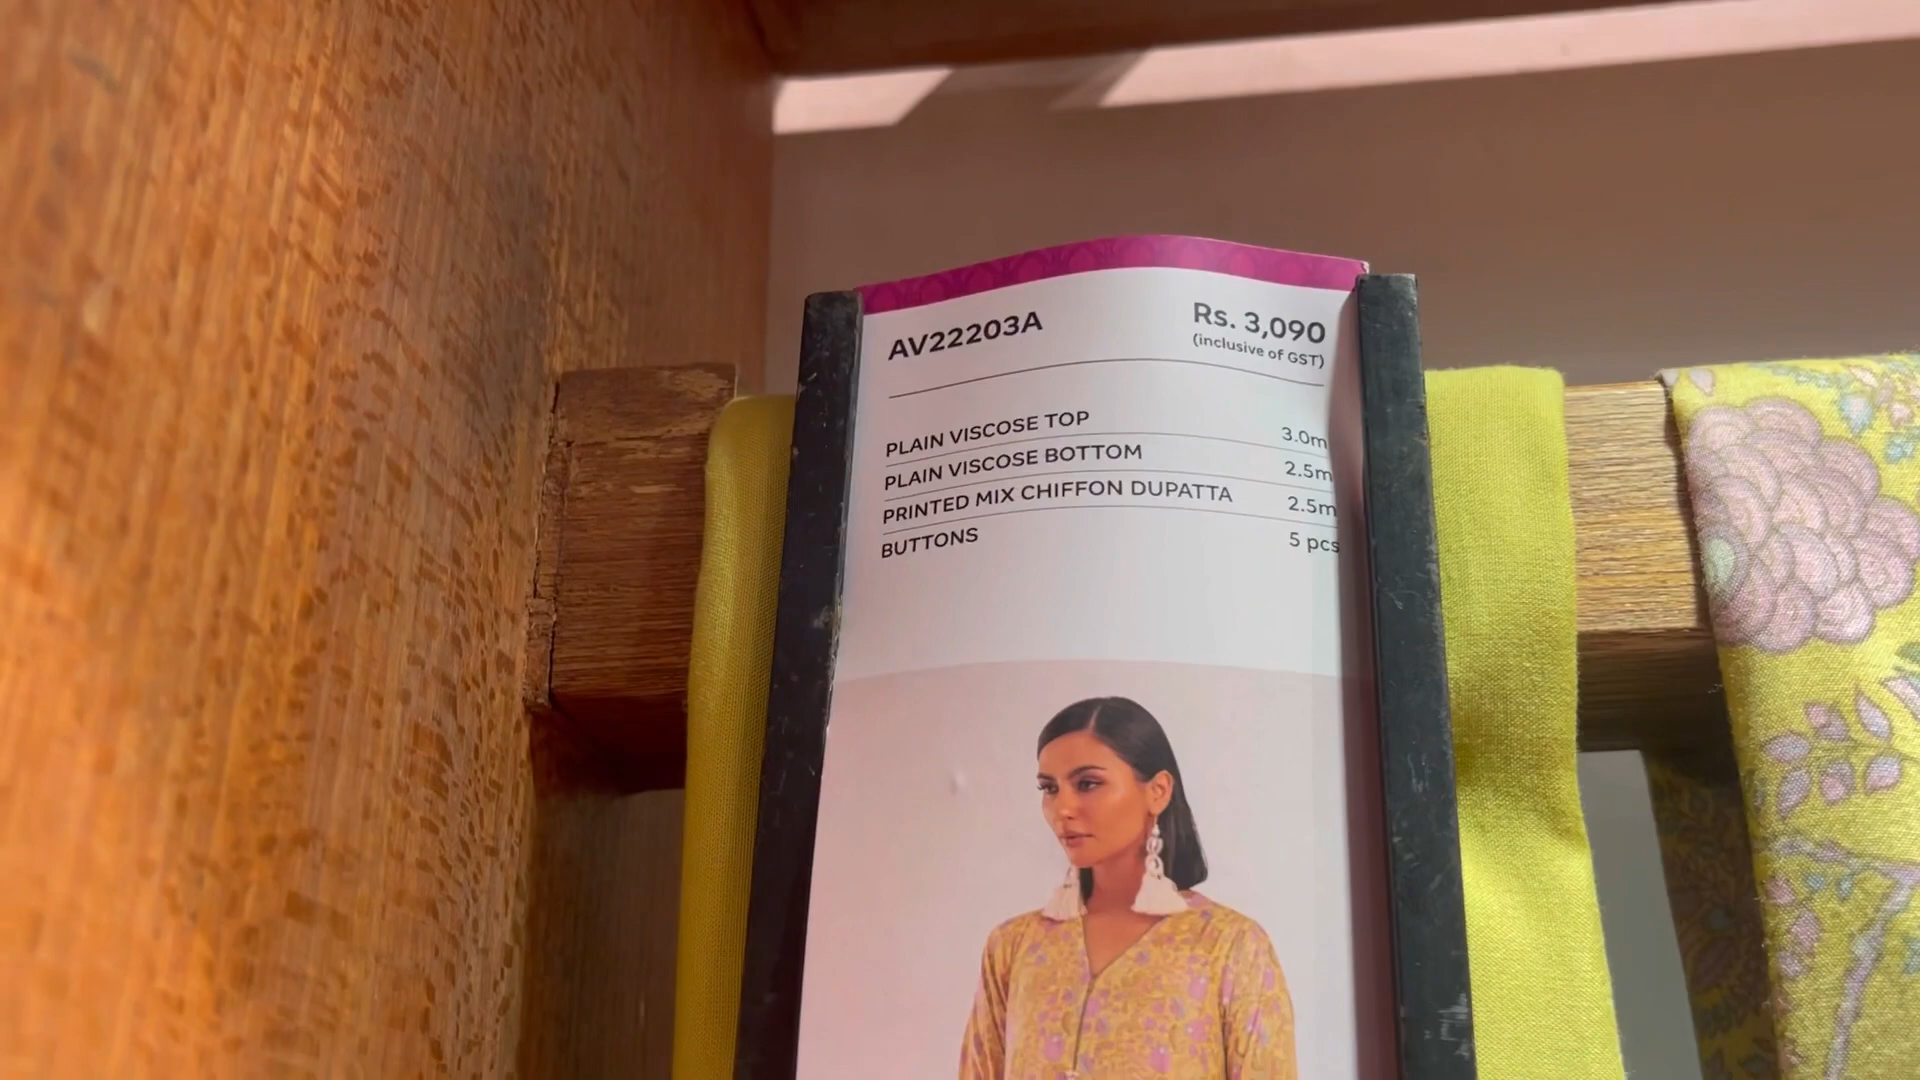 AV22203A Rs. 3,090
(inclusive of GST)
PLAIN VISCOSE TOP 3.0m
PLAIN VISCOSE BOTTOM 2.5m
PRINTED MIX CHIFFON DUPATTA 2.5m
BUTTONS 5 pcs